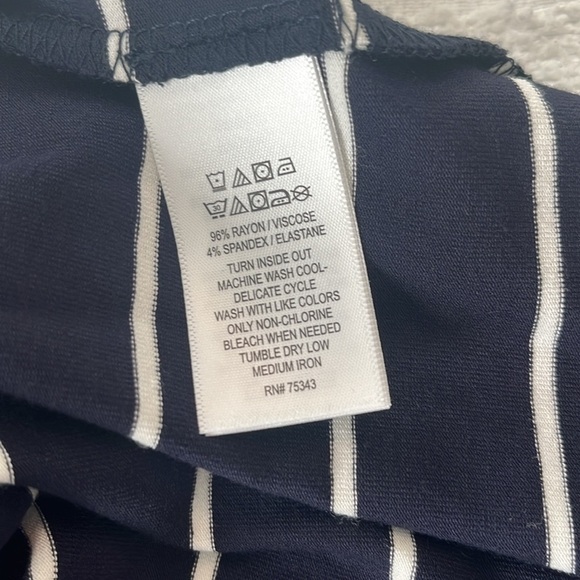 30
96% RAYON / VISCOSE
4% SPANDEX / ELASTANE
TURN INSIDE OUT
MACHINE WASH COOL-
DELICATE CYCLE
WASH WITH LIKE COLORS
ONLY NON-CHLORINE
BLEACH WHEN NEEDED
TUMBLE DRY LOW
MEDIUM IRON
RN# 75343